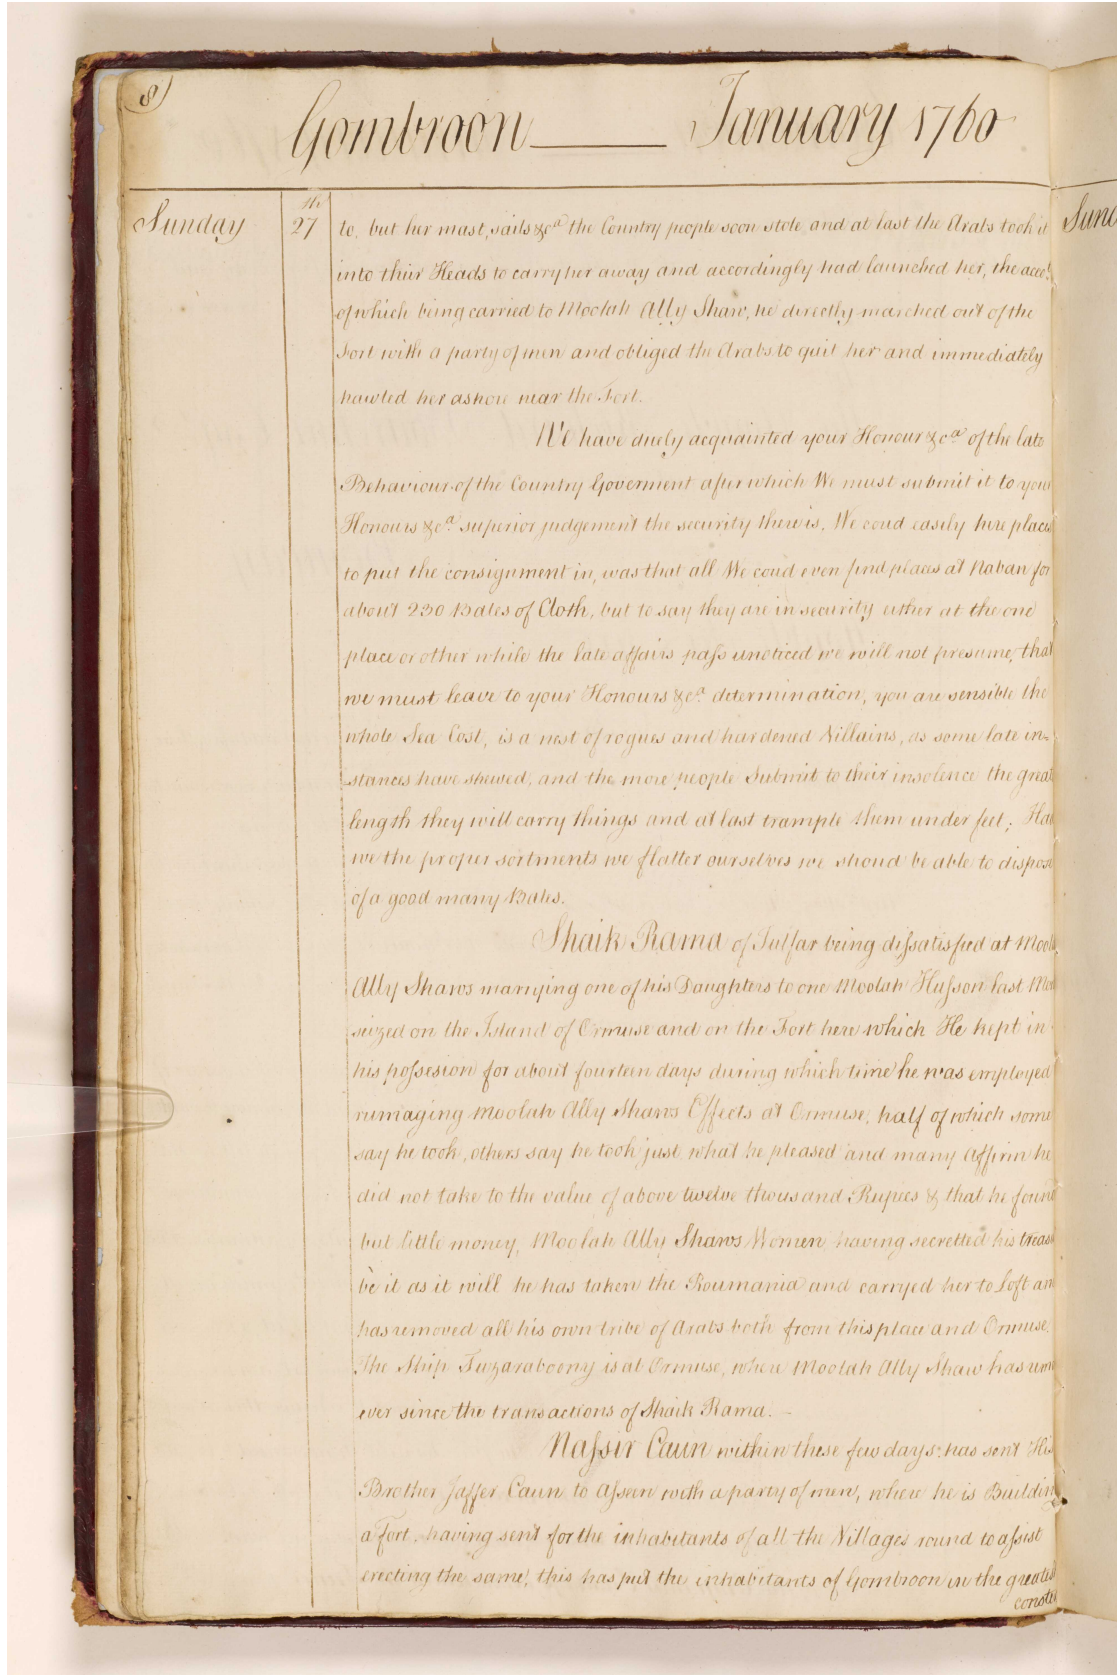 8
Gombroon January 1760
Sunday 27th to, but her mast, sails &ca the Country people soon stole, and at last the Arabs took it
into their Heads to carry her away and accordingly had launched her, the acco.t
of which being carried to Moolah Ally Shaw, he directly marched out of the
Fort with a party of men and obliged the Arabs to quit her and immediately
hawled her ashore near the Fort.
We have duely acquainted your Honour &ca of the late
Behaviour of the Country Goverment after which We must submit it to your
Honours &ca superior judgement the security there is, We coud easily hire places
to put the consignment in, was that all We coud even find places at Naban for
about 230 Bales of Cloth, but to say they are in security either at the one
place or other while the late affairs pass unoticed we will not presume, that
we must leave to your Honours &ca determination, you are sensible the
whole Sea Cost, is a nest of rogues and hardened Villains, as some late in-
stances have shewed, and the more people Submit to their insolence the great
length they will carry things and at last trample them under feet; Had
we the proper sortments we flatter ourselves we shoud be able to dispose
of a good many Bales.
Shaik Rama of Julfar being dissatisfied at Mool
Ally Shaws marrying one of his Daughters to one Moolah Husson last Mo
seized on the Island of Ormuse and on the Fort here which He kept in
his possesion for about fourteen days during which time he was employed
rumaging Moolah Ally Shaws Effects at Ormuse, half of which some
say he took, others say he took just what he pleased and many Affirm he
did not take to the value of above twelve thousand Rupies & that he found
but little money, Moolah Ally Shaws Women having secretted his treas
be it as it will he has taken the Roumania and carryed her to Loft an
has removed all his own tribe of Arabs both from this place and Ormuse.
The Ship Fuzaraboony is at Ormuse, where Moolah Ally Shaw has
ever since the transactions of Shaik Rama.
Nassir Caun within these few days has sent His
Brother Jaffer Caun to Asseen with a party of men, where he is Building
a Fort, having sent for the inhabitants of all the Villages round to assist
erecting the same, this has put the inhabitants of Gombroon in the greatest
conste
Sund